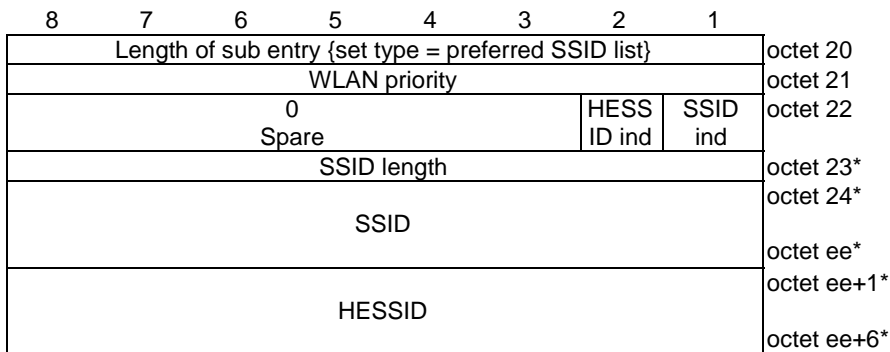 8 7 6 5 4 3 2 1
Length of sub entry {set type = preferred SSID list} octet 20
WLAN priority octet 21
0 HESS SSID octet 22
Spare ID ind ind
SSID length octet 23*
octet 24*
SSID
octet ee*
octet ee+1*
HESSID
octet ee+6*